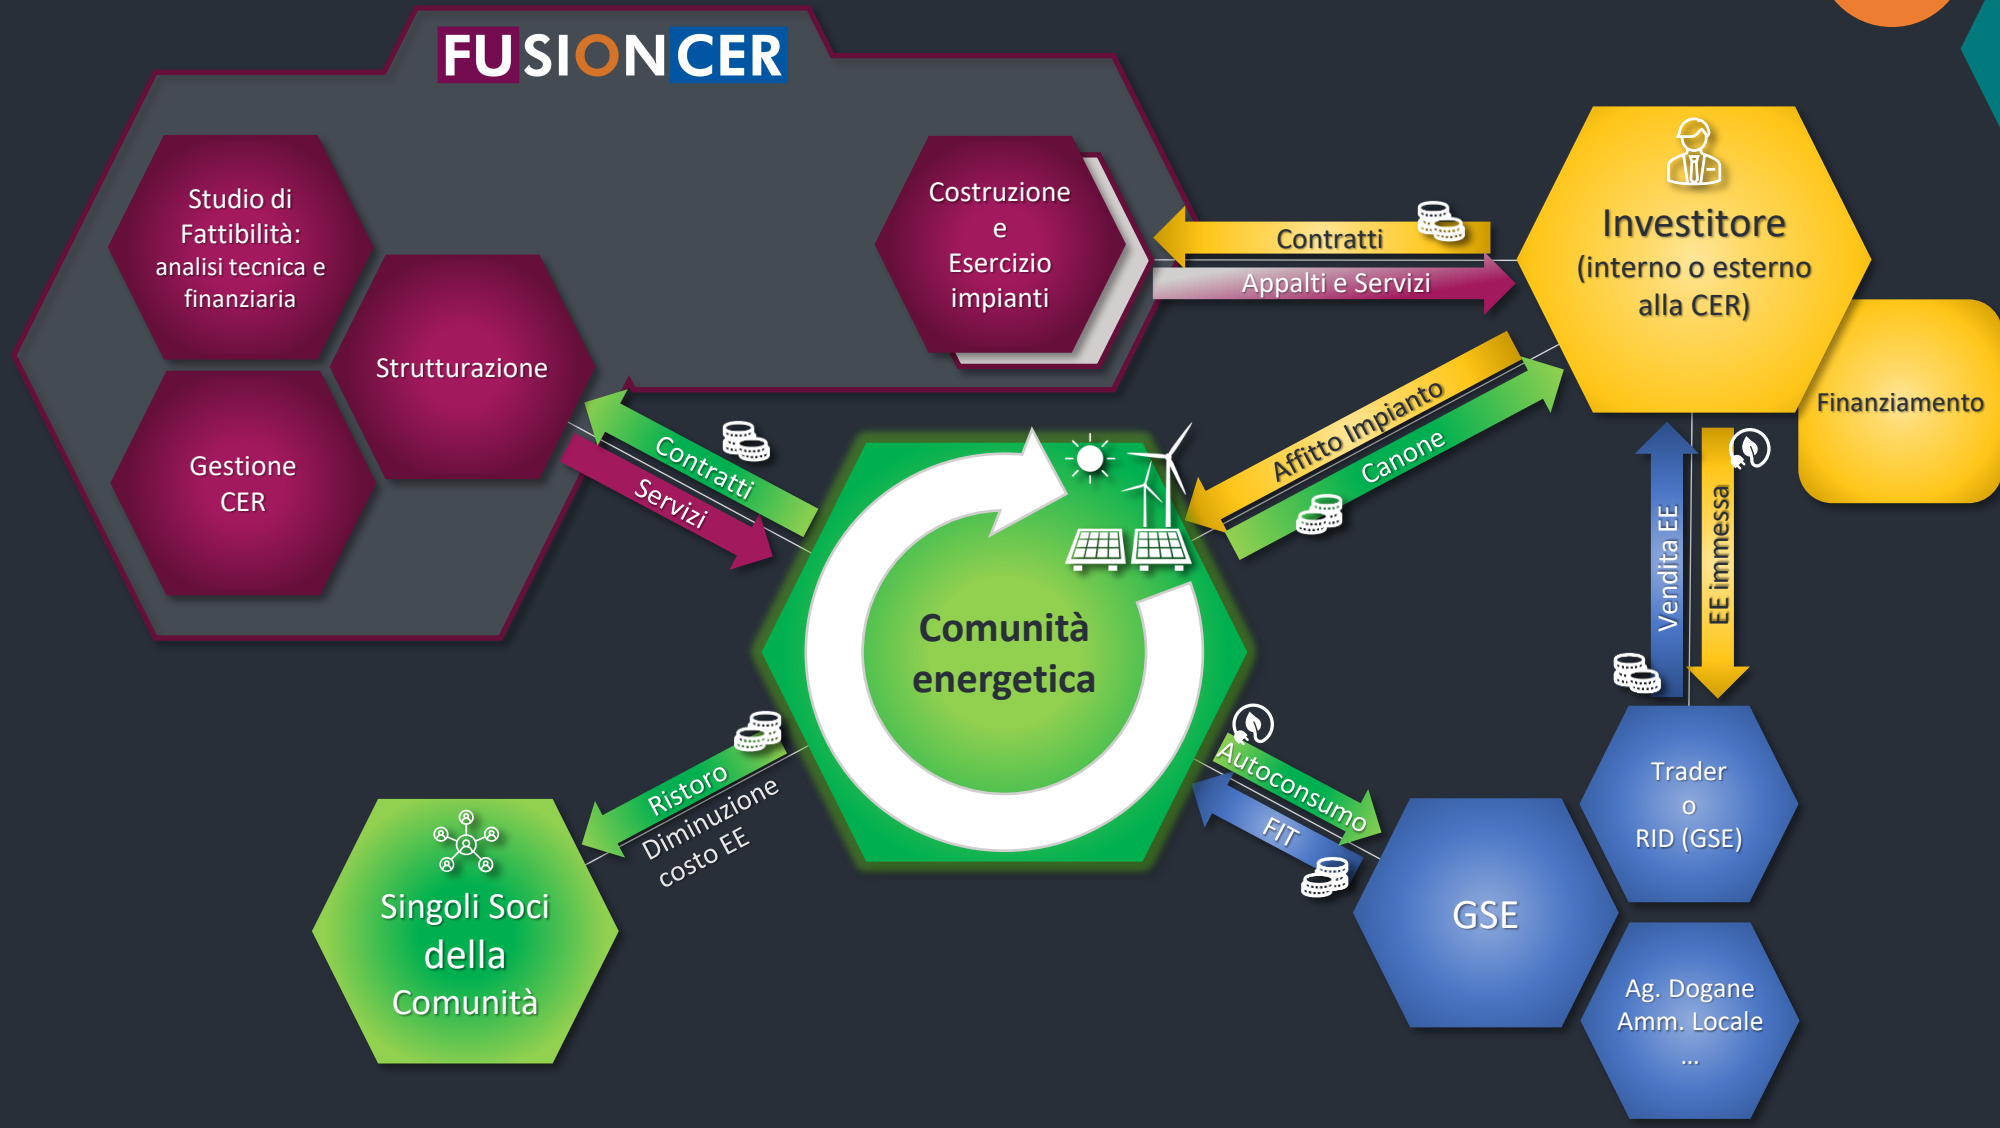 FUSIONCER
Studio di
Fattibilità:
analisi tecnica e
finanziaria
Strutturazione
Gestione
CER
Costruzione
e
Esercizio
impianti
Contratti
Appalti e Servizi
Investitore
(interno o esterno
alla CER)
Finanziamento
Contratti
Servizi
Affitto Impianto
Canone
Vendita EE
EE immessa
Comunità
energetica
Ristoro
Diminuzione
costo EE
Autoconsumo
FIT
Singoli Soci
della
Comunità
GSE
Trader
o
RID (GSE)
Ag. Dogane
Amm. Locale
...